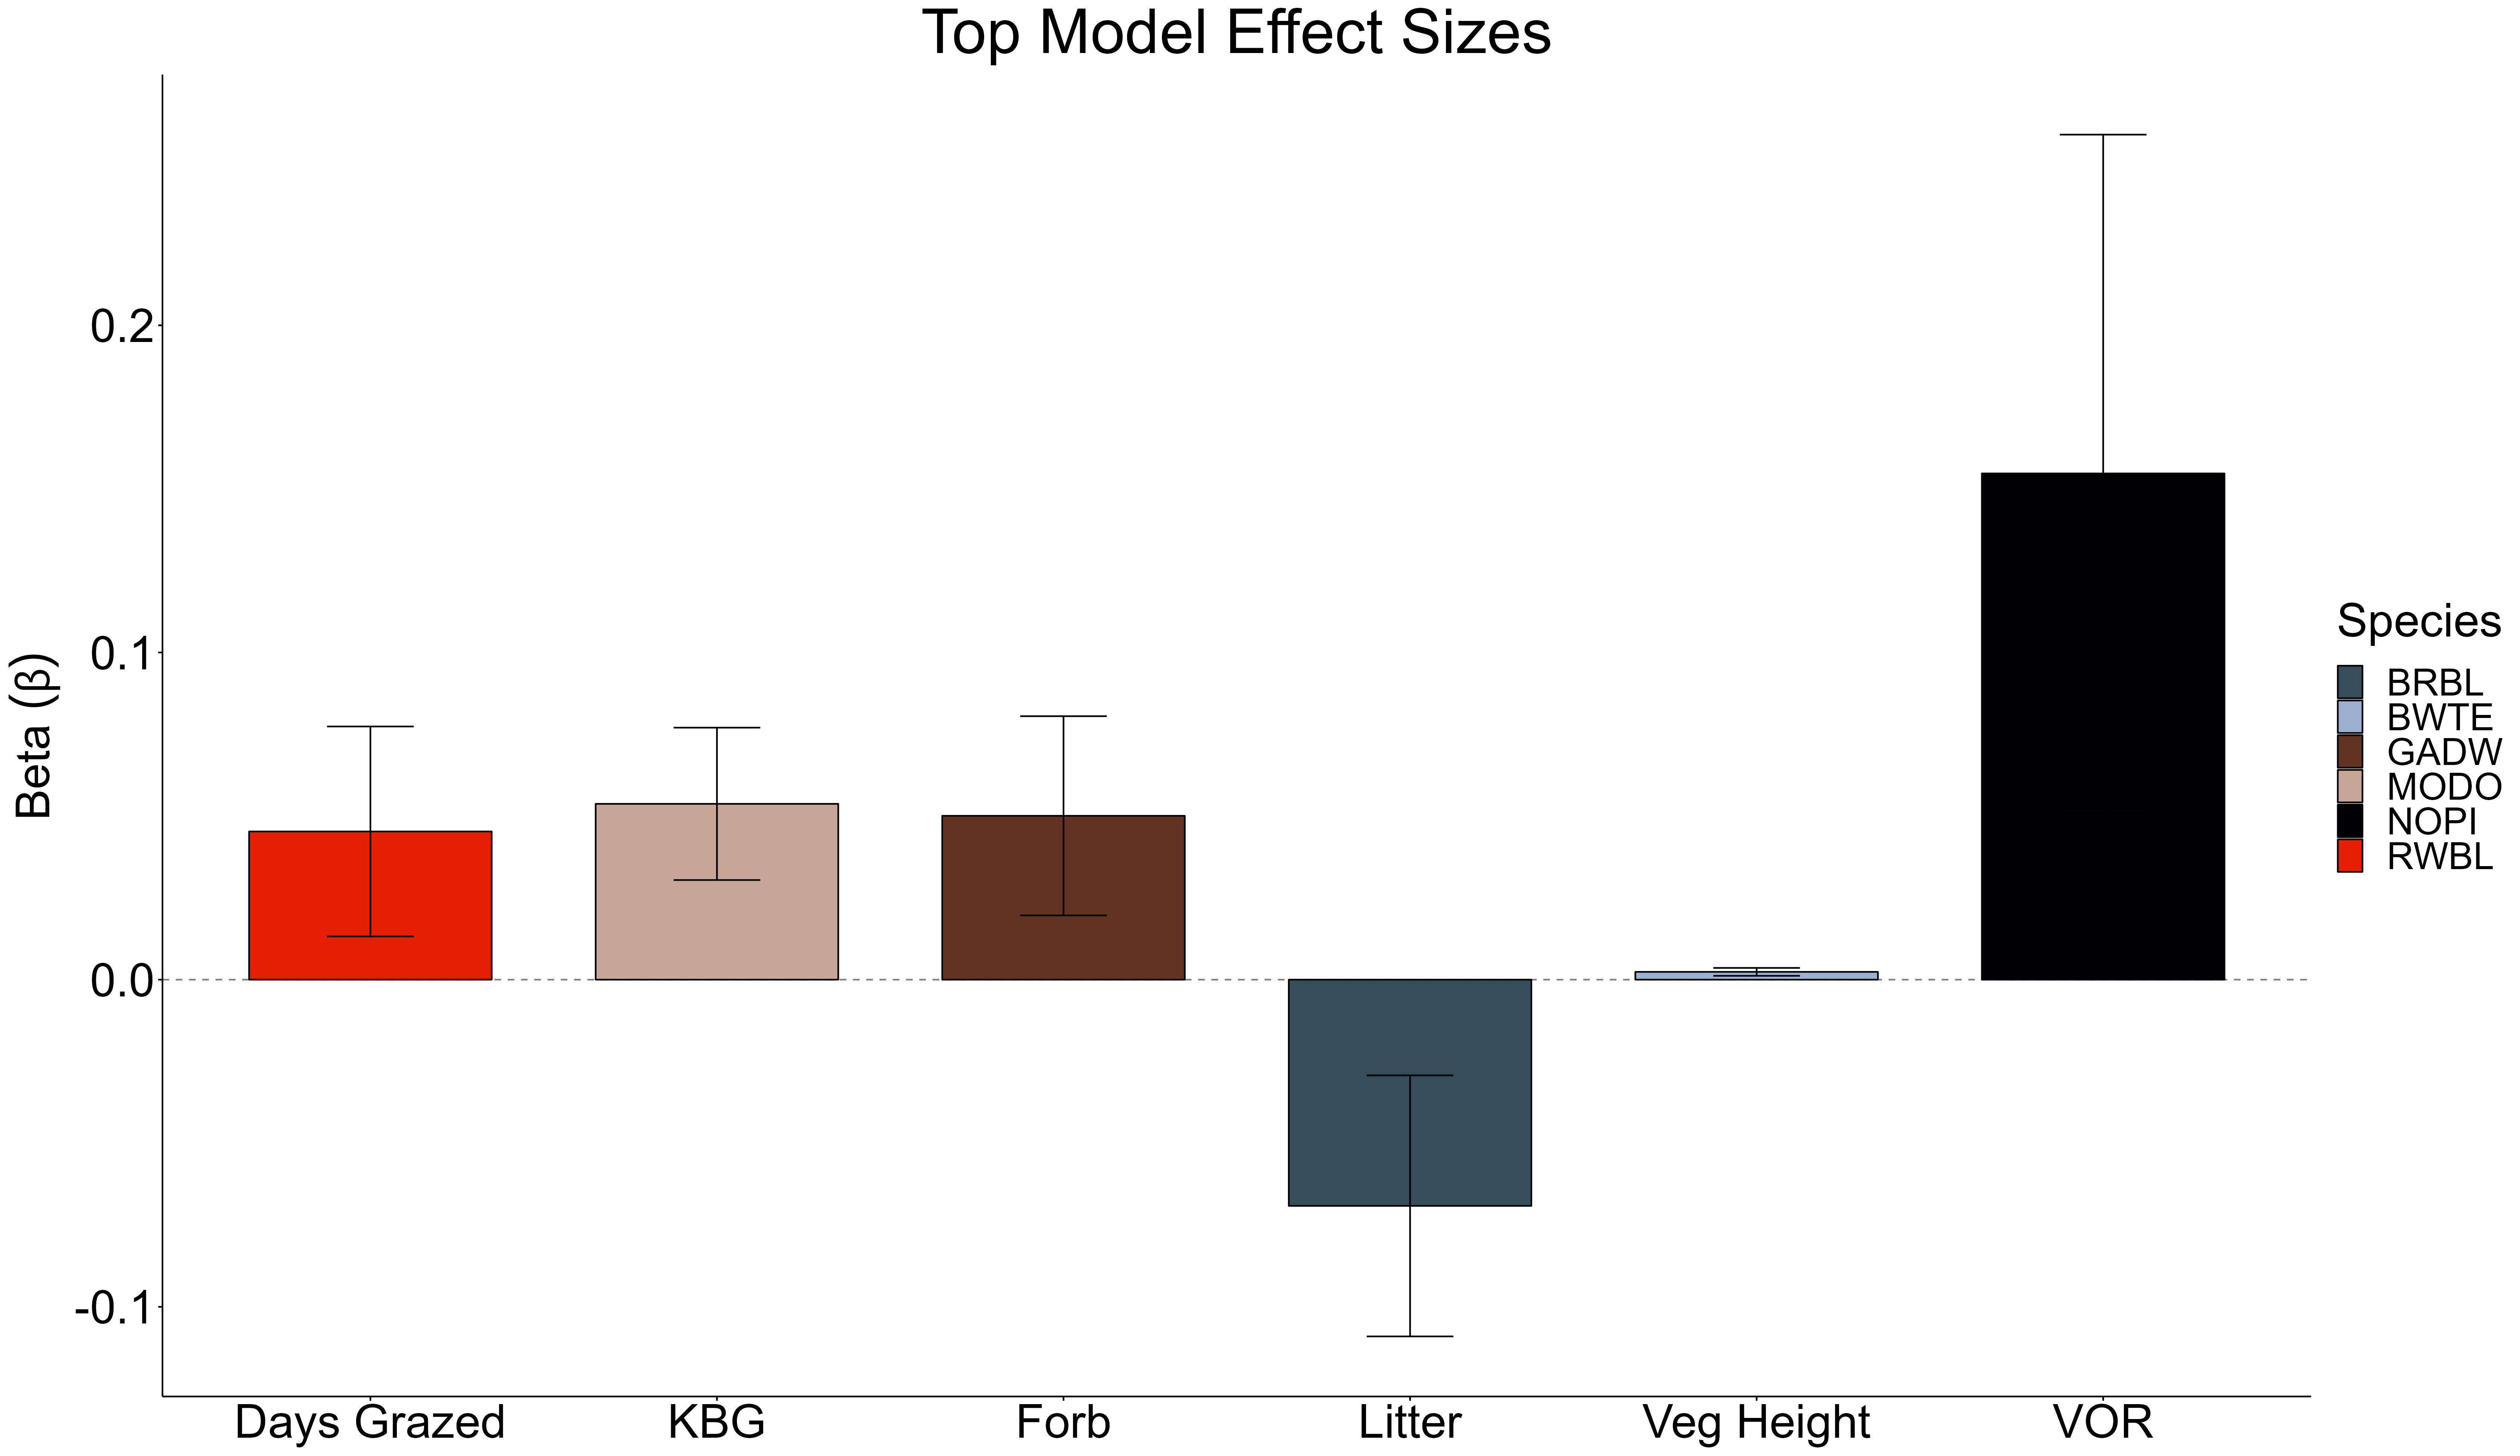 Top Model Effect Sizes
Beta (β)
0.2
0.1
0.0
-0.1
Days Grazed
KBG
Forb
Litter
Veg Height
VOR
Species
BRBL
BWTE
GADW
MODO
NOPI
RWBL